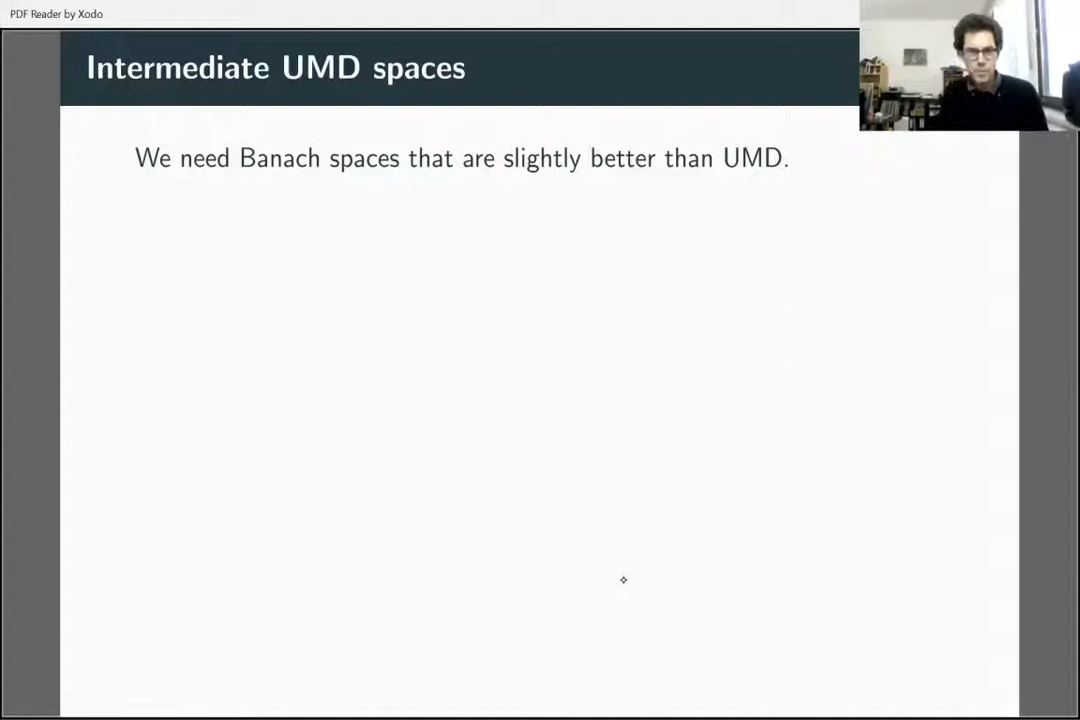 PDF Reader by Xodo
Intermediate UMD spaces
We need Banach spaces that are slightly better than UMD.